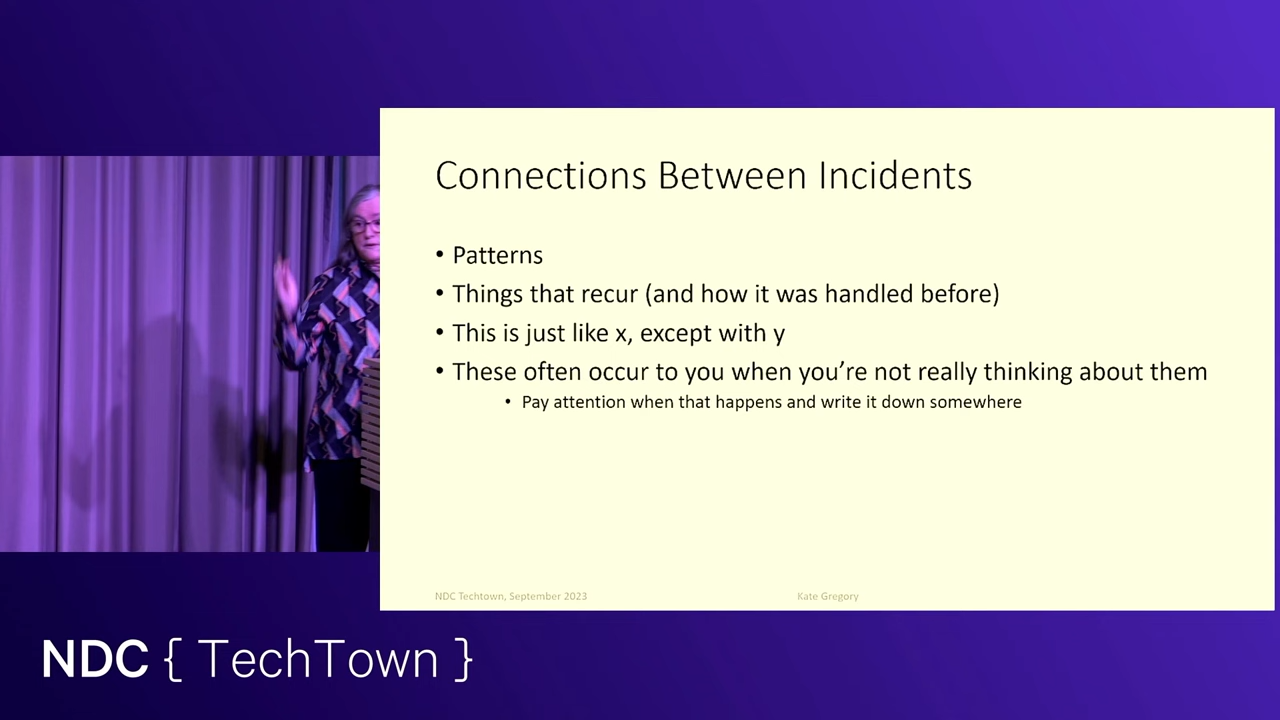 Connections Between Incidents
• Patterns
• Things that recur (and how it was handled before)
• This is just like x, except with y
• These often occur to you when you’re not really thinking about them
• Pay attention when that happens and write it down somewhere
NDC Techtown, September 2023
Kate Gregory
NDC { TechTown }